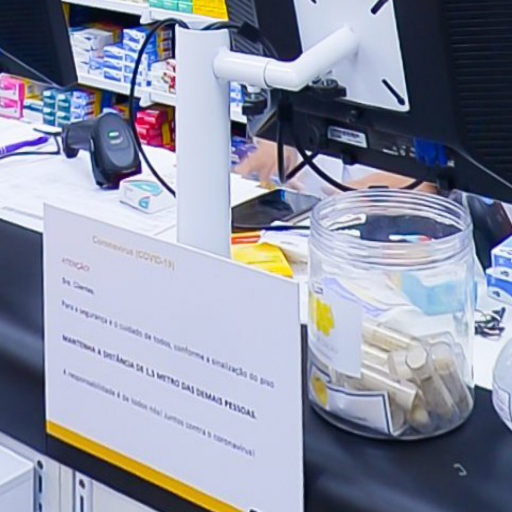 Coronavírus (COVID-19)
ATENÇÃO!
Srs. Clientes,
Para a segurança e o cuidado de todos, conforme a sinalização do piso
MANTENHA A DISTÂNCIA DE 1,5 METRO DAS DEMAIS PESSOAS.
A responsabilidade é de todos nós! Juntos contra o coronavírus!